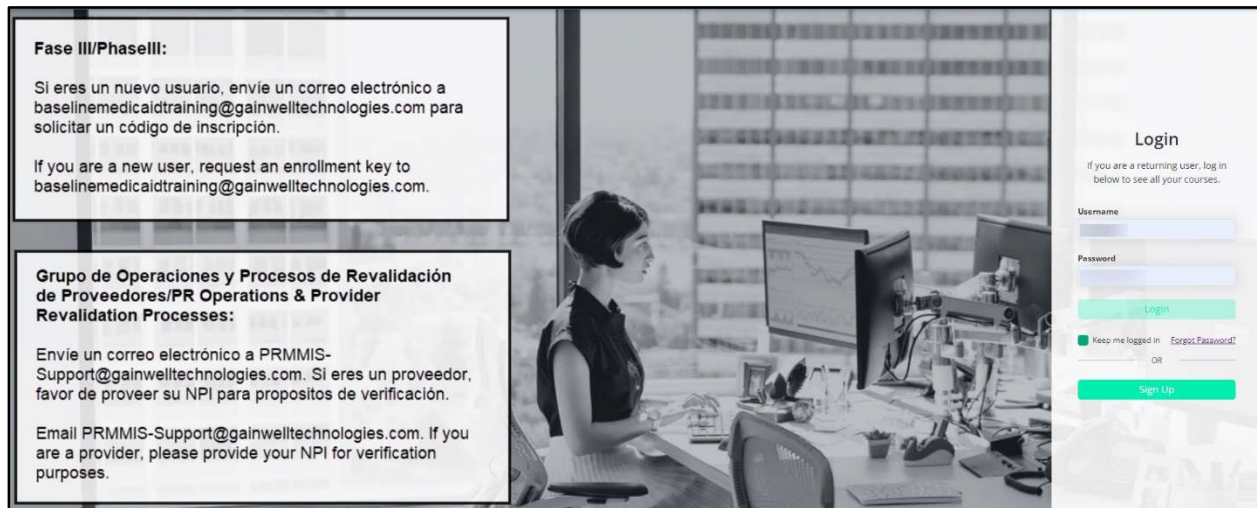 Fase III/PhaseIII:
Si eres un nuevo usuario, envíe un correo electrónico a
baselinemedicaidtraining@gainwelltechnologies.com para
solicitar un código de inscripción.
If you are a new user, request an enrollment key to
baselinemedicaidtraining@gainwelltechnologies.com.
Grupo de Operaciones y Procesos de Revalidación
de Proveedores/PR Operations & Provider
Revalidation Processes:
Envíe un correo electrónico a PRMMIS-
Support@gainwelltechnologies.com. Si eres un proveedor,
favor de proveer su NPI para propositos de verificación.
Email PRMMIS-Support@gainwelltechnologies.com. If you
are a provider, please provide your NPI for verification
purposes.
Login
If you are a returning user, log in
below to see all your courses.
Username
Password
Login
Keep me logged in Forgot Password?
OR
Sign Up